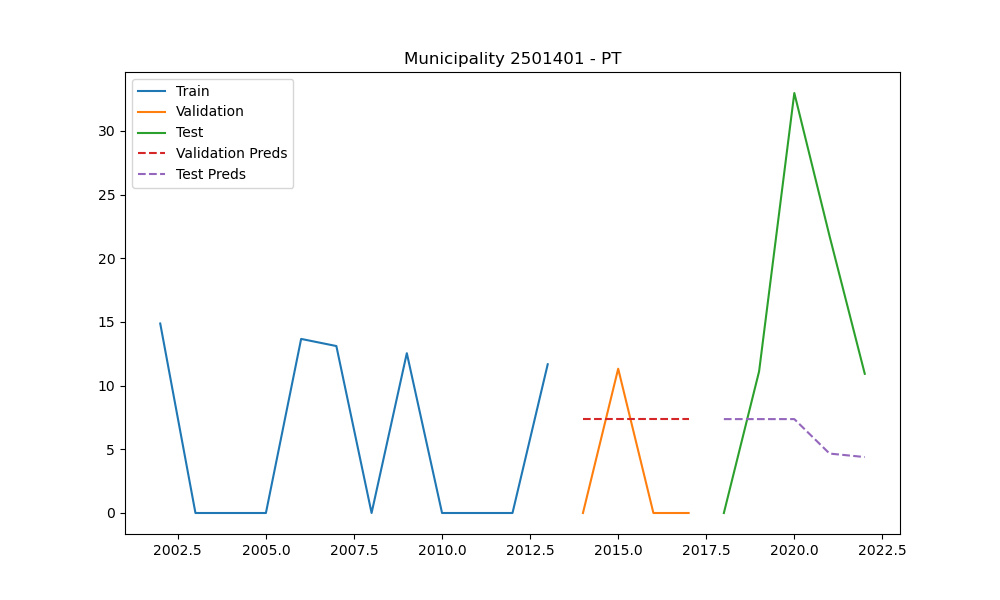 Municipality 2501401 - PT
Train
Validation
Test
Validation Preds
Test Preds
30
25
20
15
10
5
0
2002.5 2005.0 2007.5 2010.0 2012.5 2015.0 2017.5 2020.0 2022.5